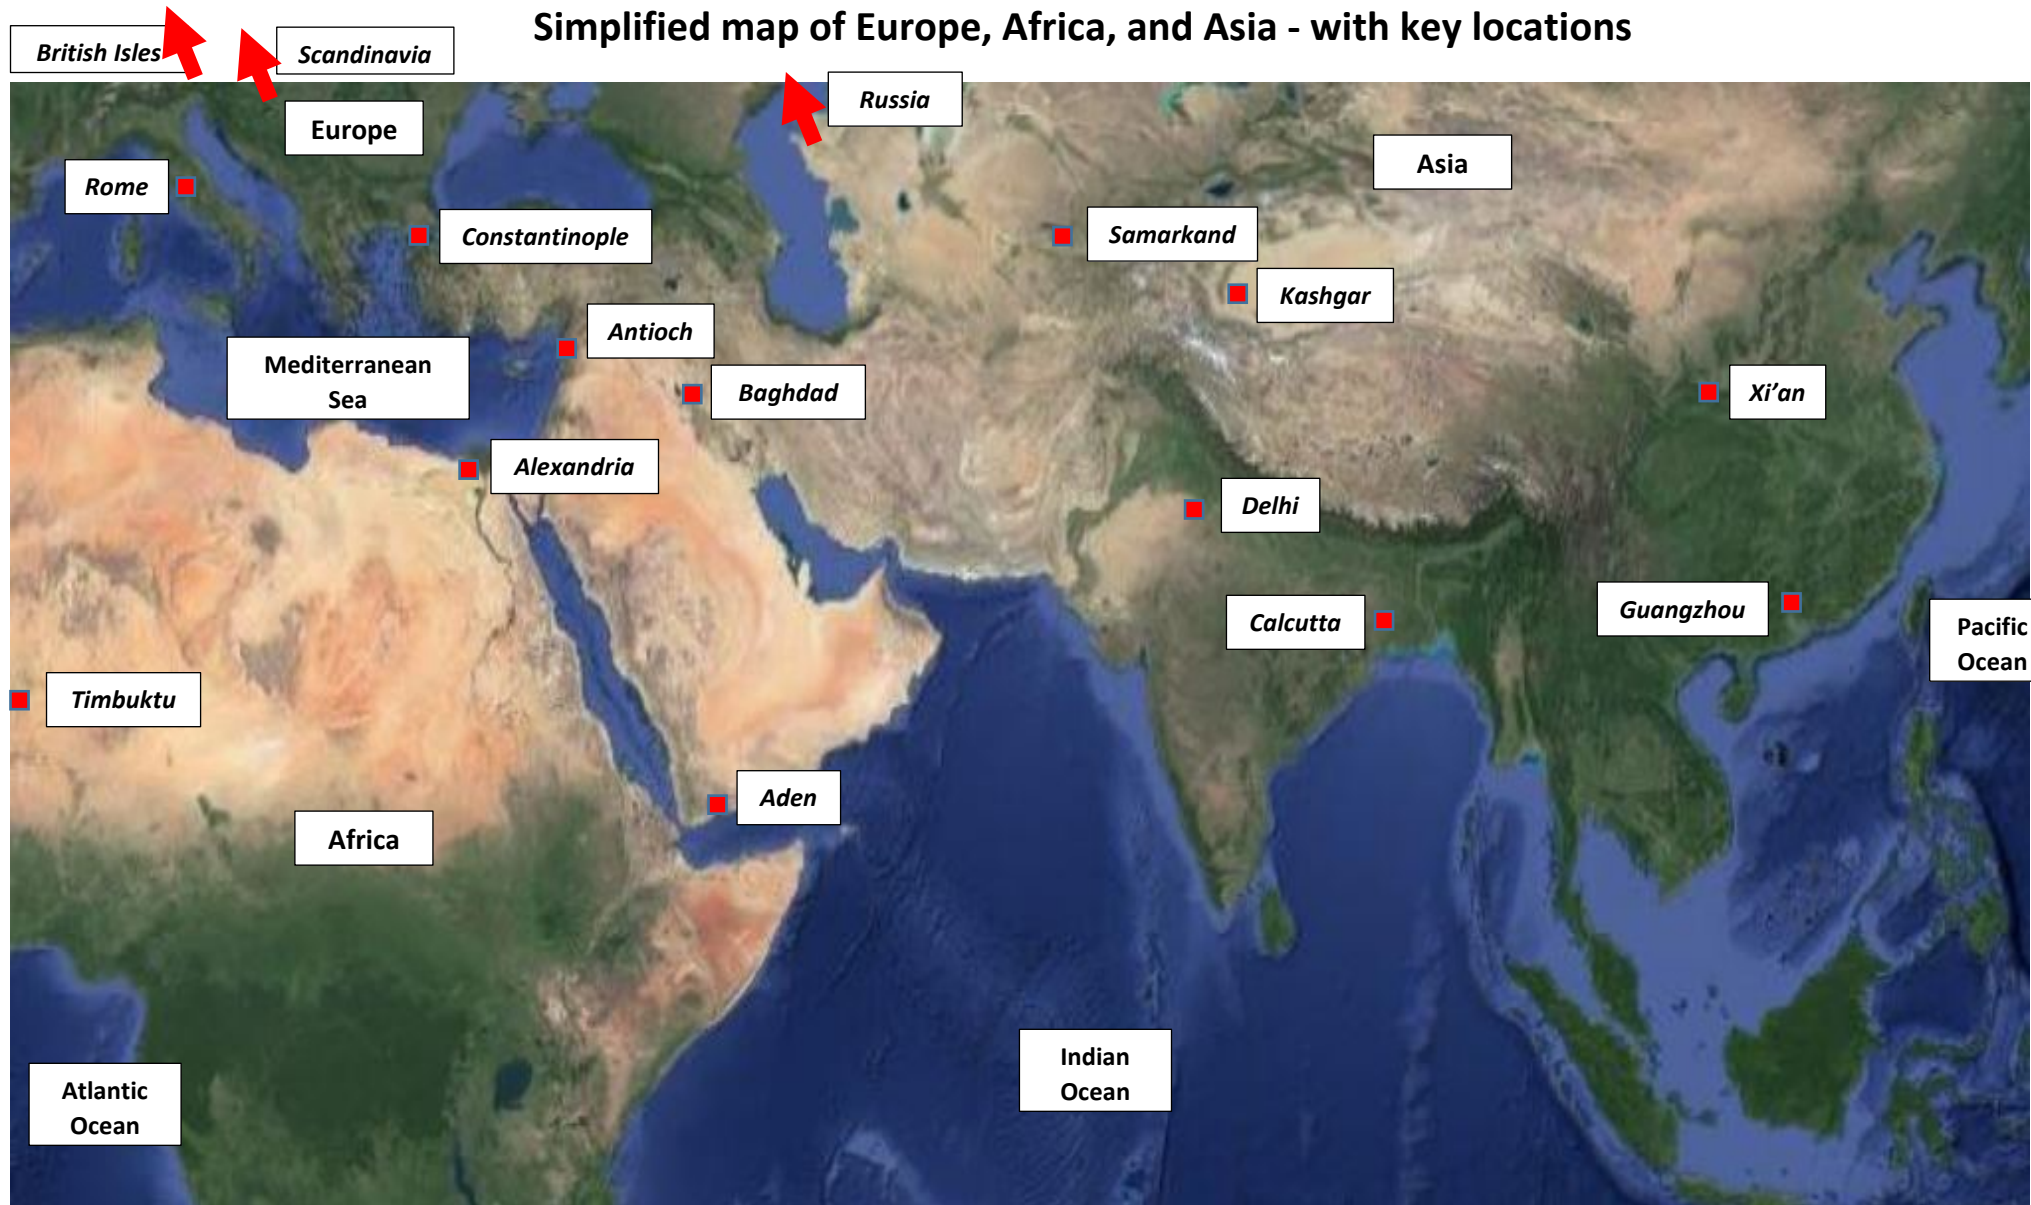 Simplified map of Europe, Africa, and Asia - with key locations
British Isles
Scandinavia
Russia
Europe
Asia
Rome
Constantinople
Samarkand
Kashgar
Antioch
Mediterranean
Sea
Baghdad
Xi’an
Alexandria
Delhi
Calcutta
Guangzhou
Pacific
Ocean
Timbuktu
Aden
Africa
Indian
Ocean
Atlantic
Ocean